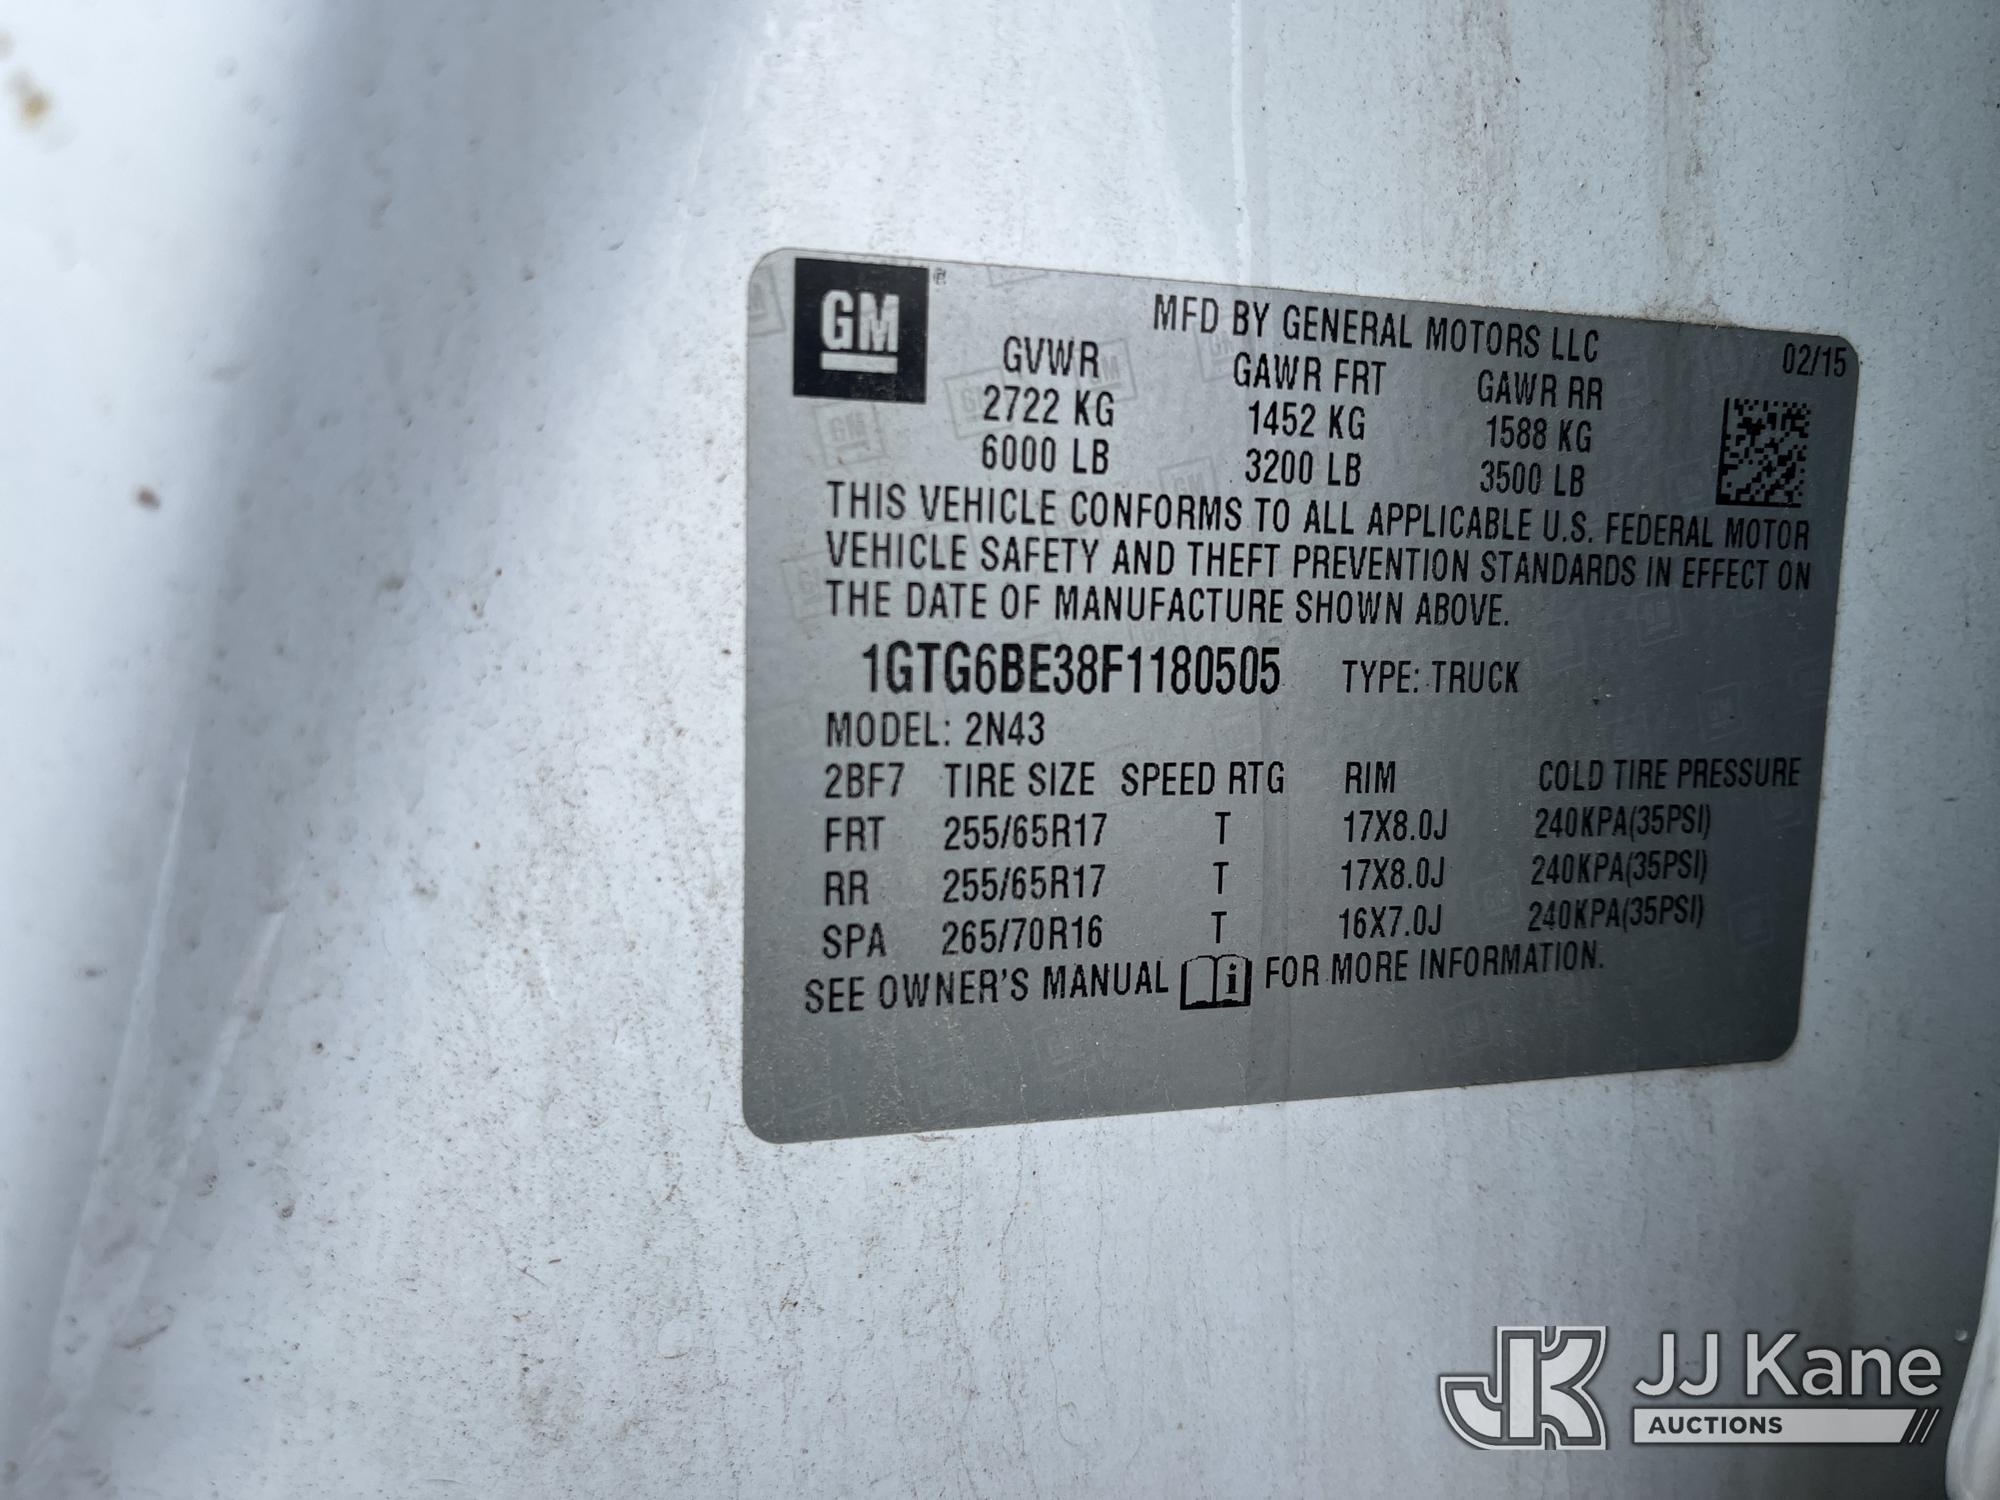 GM
MFD BY GENERAL MOTORS LLC 02/15
GVWR GAWR FRT GAWR RR
2722 KG 1452 KG 1588 KG
6000 LB 3200 LB 3500 LB
THIS VEHICLE CONFORMS TO ALL APPLICABLE U.S. FEDERAL MOTOR
VEHICLE SAFETY AND THEFT PREVENTION STANDARDS IN EFFECT ON
THE DATE OF MANUFACTURE SHOWN ABOVE.
1GTG6BE38F1180505 TYPE: TRUCK
MODEL: 2N43
2BF7 TIRE SIZE SPEED RTG RIM COLD TIRE PRESSURE
FRT 255/65R17 T 17X8.0J 240KPA(35PSI)
RR 255/65R17 T 17X8.0J 240KPA(35PSI)
SPA 265/70R16 T 16X7.0J 240KPA(35PSI)
SEE OWNER'S MANUAL i FOR MORE INFORMATION.
JK JJ Kane
AUCTIONS